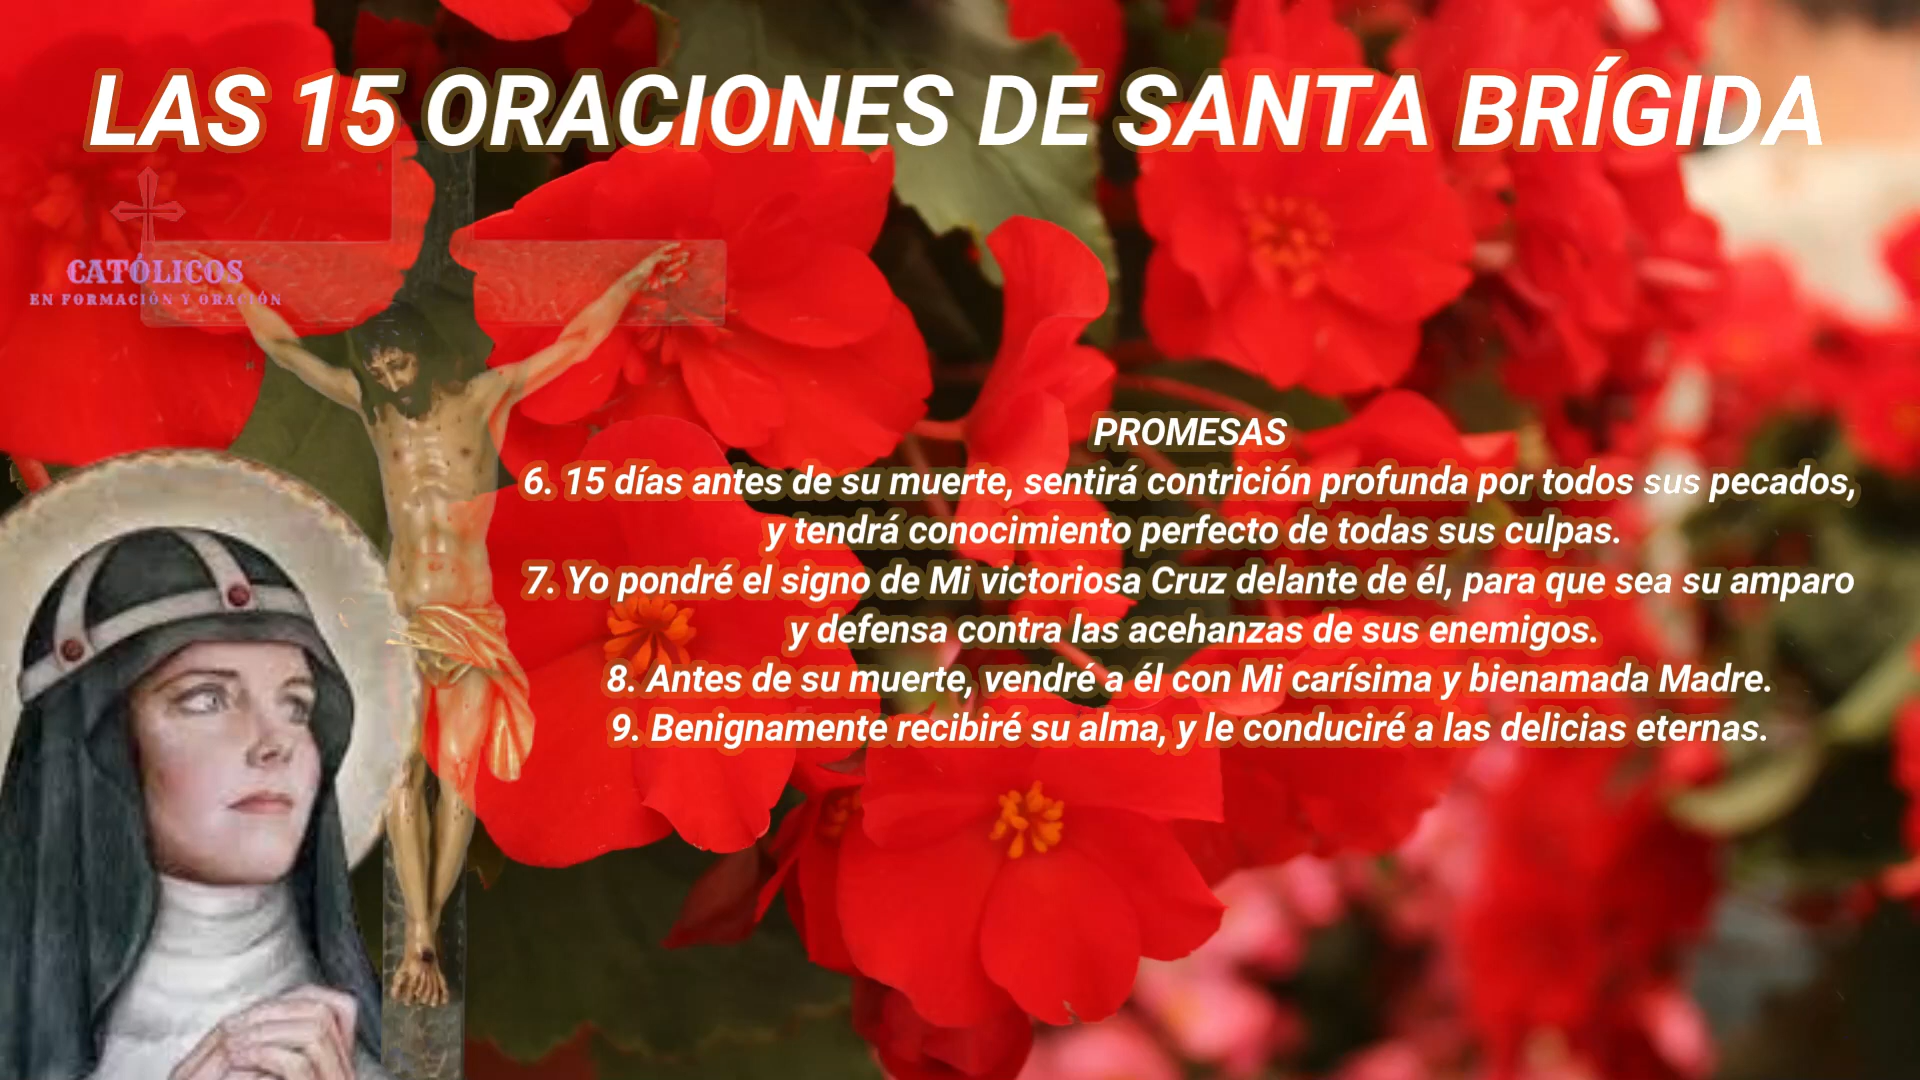 LAS 15 ORACIONES DE SANTA BRÍGIDA
CATÓLICOS
EN FORMACIÓN Y ORACIÓN
PROMESAS
6. 15 días antes de su muerte, sentirá contrición profunda por todos sus pecados,
y tendrá conocimiento perfecto de todas sus culpas.
7. Yo pondré el signo de Mi victoriosa Cruz delante de él, para que sea su amparo
y defensa contra las acehanzas de sus enemigos.
8. Antes de su muerte, vendré a él con Mi carísima y bienamada Madre.
9. Benignamente recibiré su alma, y le conduciré a las delicias eternas.